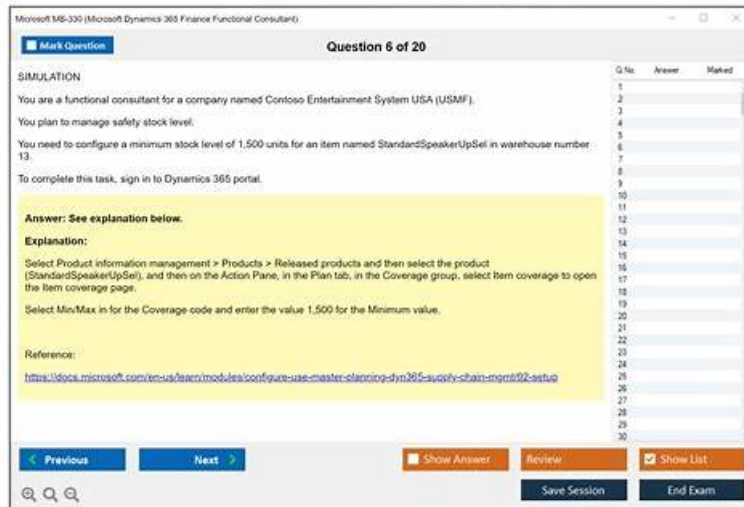 Microsoft MB-330 (Microsoft Dynamics 365 Finance Functional Consultant)
Mark Question
Question 6 of 20
SIMULATION
You are a functional consultant for a company named Contoso Entertainment System USA (USMF).
You plan to manage safety stock level.
You need to configure a minimum stock level of 1,500 units for an item named StandardSpeakerUpSel in warehouse number
13.
To complete this task, sign in to Dynamics 365 portal.
Answer: See explanation below.
Explanation:
Select Product information management > Products > Released products and then select the product
(StandardSpeakerUpSel), and then on the Action Pane, in the Plan tab, in the Coverage group, select Item coverage to open
the Item coverage page.
Select Min/Max in for the Coverage code and enter the value 1,500 for the Minimum value.
Reference:
https://docs.microsoft.com/en-us/learn/modules/configure-use-master-planning-dyn365-supply-chain-mgmt/02-setup
Q.No. Answer Marked
1
2
3
4
5
6
7
8
9
10
11
12
13
14
15
16
17
18
19
20
21
22
23
24
25
26
27
28
29
30
Previous
Next
Show Answer
Review
Show List
Save Session
End Exam